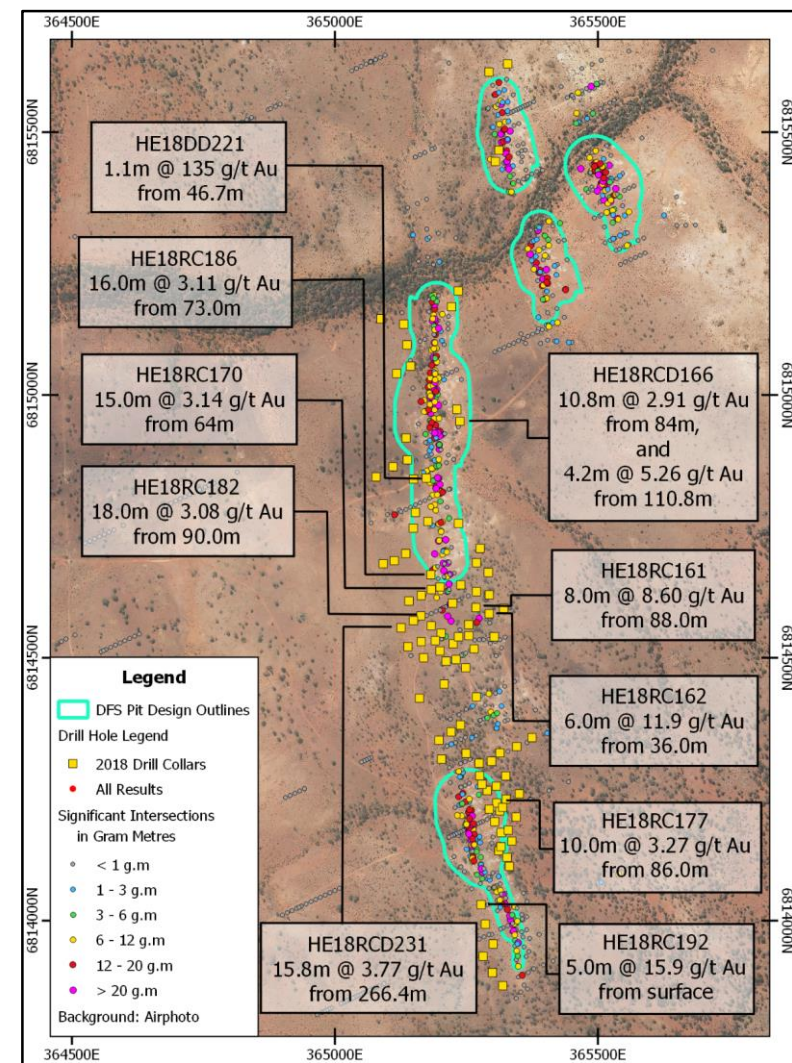 364500E
365000E
365500E
6815500N
6815500N
HE18DD221
1.1m @ 135 g/t Au
from 46.7m
HE18RC186
16.0m @ 3.11 g/t Au
from 73.0m
6815000N
6815000N
HE18RC170
15.0m @ 3.14 g/t Au
from 64m
HE18RCD166
10.8m @ 2.91 g/t Au
from 84m,
and
4.2m @ 5.26 g/t Au
from 110.8m
HE18RC182
18.0m @ 3.08 g/t Au
from 90.0m
HE18RC161
8.0m @ 8.60 g/t Au
from 88.0m
6814500N
6814500N
HE18RC162
6.0m @ 11.9 g/t Au
from 36.0m
Legend
DFS Pit Design Outlines
Drill Hole Legend
2018 Drill Collars
All Results
Significant Intersections
in Gram Metres
< 1 g.m
1 - 3 g.m
3 - 6 g.m
6 - 12 g.m
12 - 20 g.m
> 20 g.m
Background: Airphoto
HE18RC177
10.0m @ 3.27 g/t Au
from 86.0m
6814000N
6814000N
HE18RCD231
15.8m @ 3.77 g/t Au
from 266.4m
HE18RC192
5.0m @ 15.9 g/t Au
from surface
364500E
365000E
365500E